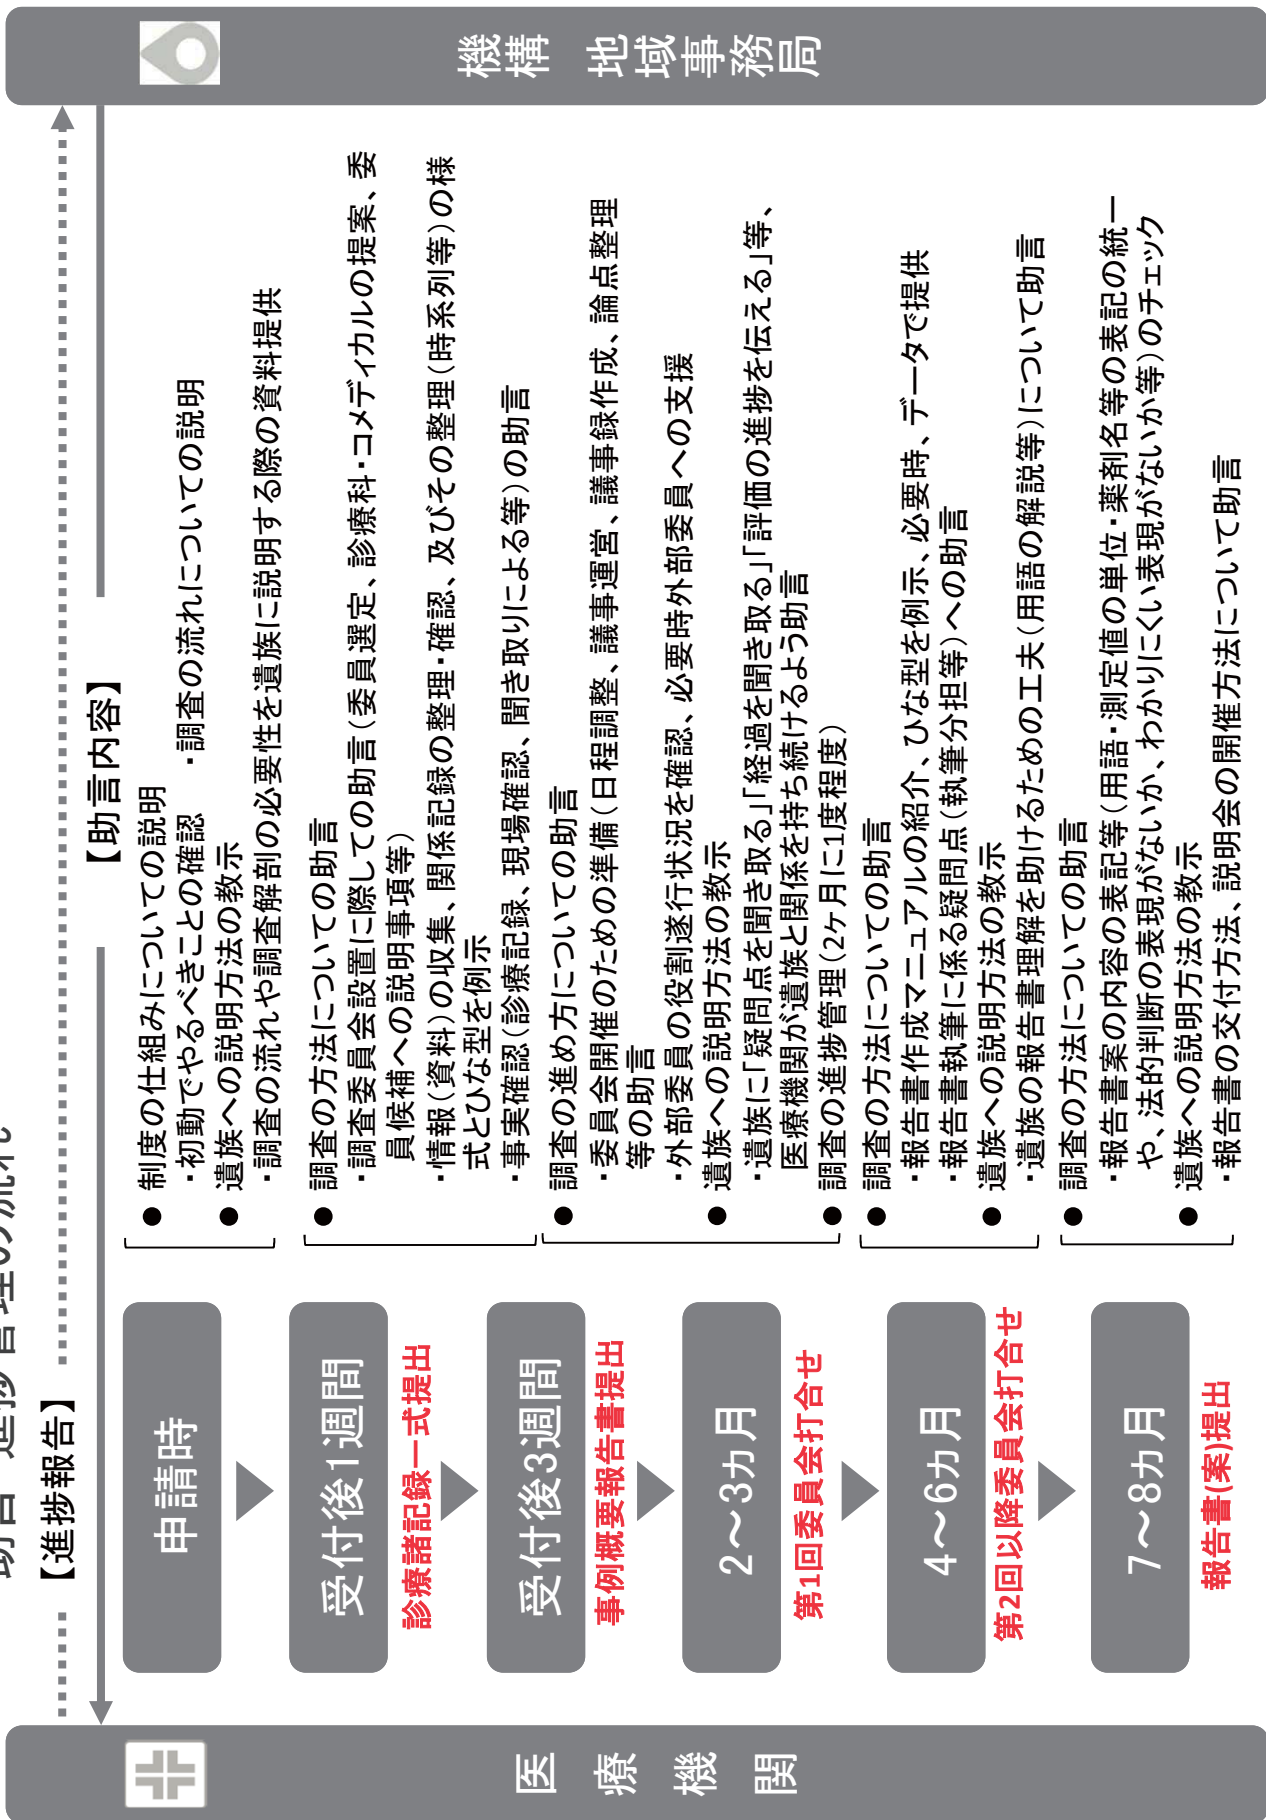 助言・進捗管理の流れ
【進捗報告】
【助言内容】
医療機関
機構 地域事務局
申請時
● 制度の仕組みについての説明
・初動でやるべきことの確認 ・調査の流れについての説明
● 遺族への説明方法の教示
・調査の流れや調査解剖の必要性を遺族に説明する際の資料提供
受付後1週間
診療諸記録一式提出
● 調査の方法についての助言
・調査委員会設置に際しての助言(委員選定、診療科・コメディカルの提案、委
員候補への説明事項等)
・情報(資料)の収集、関係記録の整理・確認、及びその整理(時系列等)の様
式とひな型を例示
・事実確認(診療記録、現場確認、聞き取りによる等)の助言
受付後3週間
事例概要報告書提出
2～3カ月
第1回委員会打合せ
● 調査の進め方についての助言
・委員会開催のための準備(日程調整、議事運営、議事録作成、論点整理
等の助言
・外部委員の役割遂行状況を確認、必要時外部委員への支援
● 遺族への説明方法の教示
・遺族に「疑問点を聞き取る」「経過を聞き取る」「評価の進捗を伝える」等、
医療機関が遺族と関係を持ち続けるよう助言
● 調査の進捗管理(2ヶ月に1度程度)
4～6カ月
第2回以降委員会打合せ
● 調査の方法についての助言
・報告書作成マニュアルの紹介、ひな型を例示、必要時、データで提供
・報告書執筆に係る疑問点(執筆分担等)への助言
● 遺族への説明方法の教示
・遺族の報告書理解を助けるための工夫(用語の解説等)について助言
7～8カ月
報告書(案)提出
● 調査の方法についての助言
・報告書案の内容の表記等(用語・測定値の単位・薬剤名等の表記の統一
や、法的判断の表現がないか、わかりにくい表現がないか等)のチェック
● 遺族への説明方法の教示
・報告書の交付方法、説明会の開催方法について助言